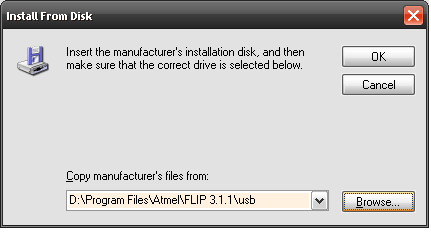 Install From Disk
Insert the manufacturer's installation disk, and then
make sure that the correct drive is selected below.
OK
Cancel
Copy manufacturer's files from:
D:\Program Files\Atmel\FLIP 3.1.1\usb
Browse...